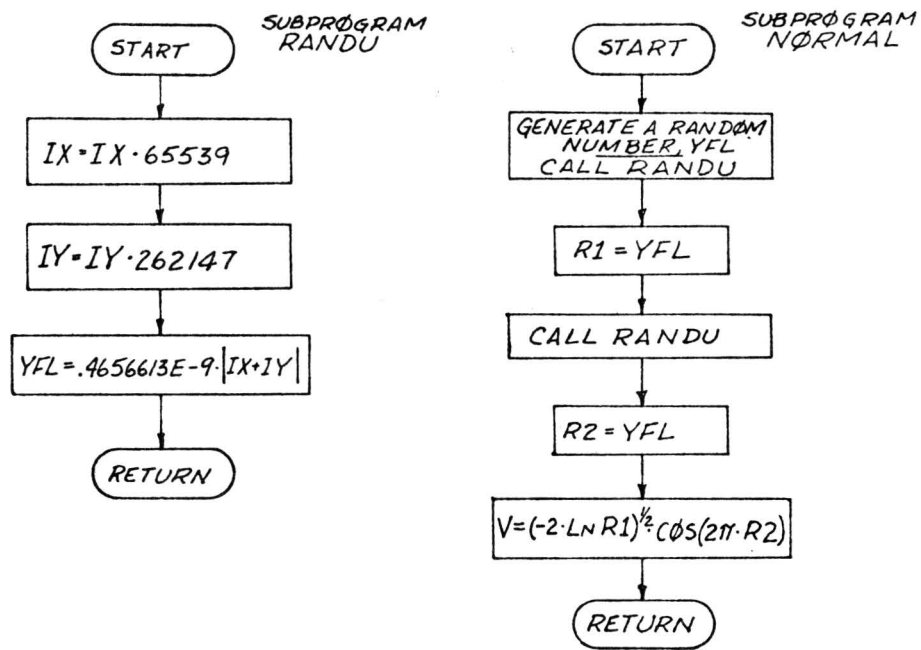 SUBPRØGRAM
RANDU
START
IX=IX·65539
IY=IY·262147
YFL=.4656613E-9·|IX+IY|
RETURN
SUBPRØGRAM
NØRMAL
START
GENERATE A RANDØM
NUMBER, YFL
CALL RANDU
R1=YFL
CALL RANDU
R2=YFL
V=(-2·LN R1)^½·CØS(2π·R2)
RETURN